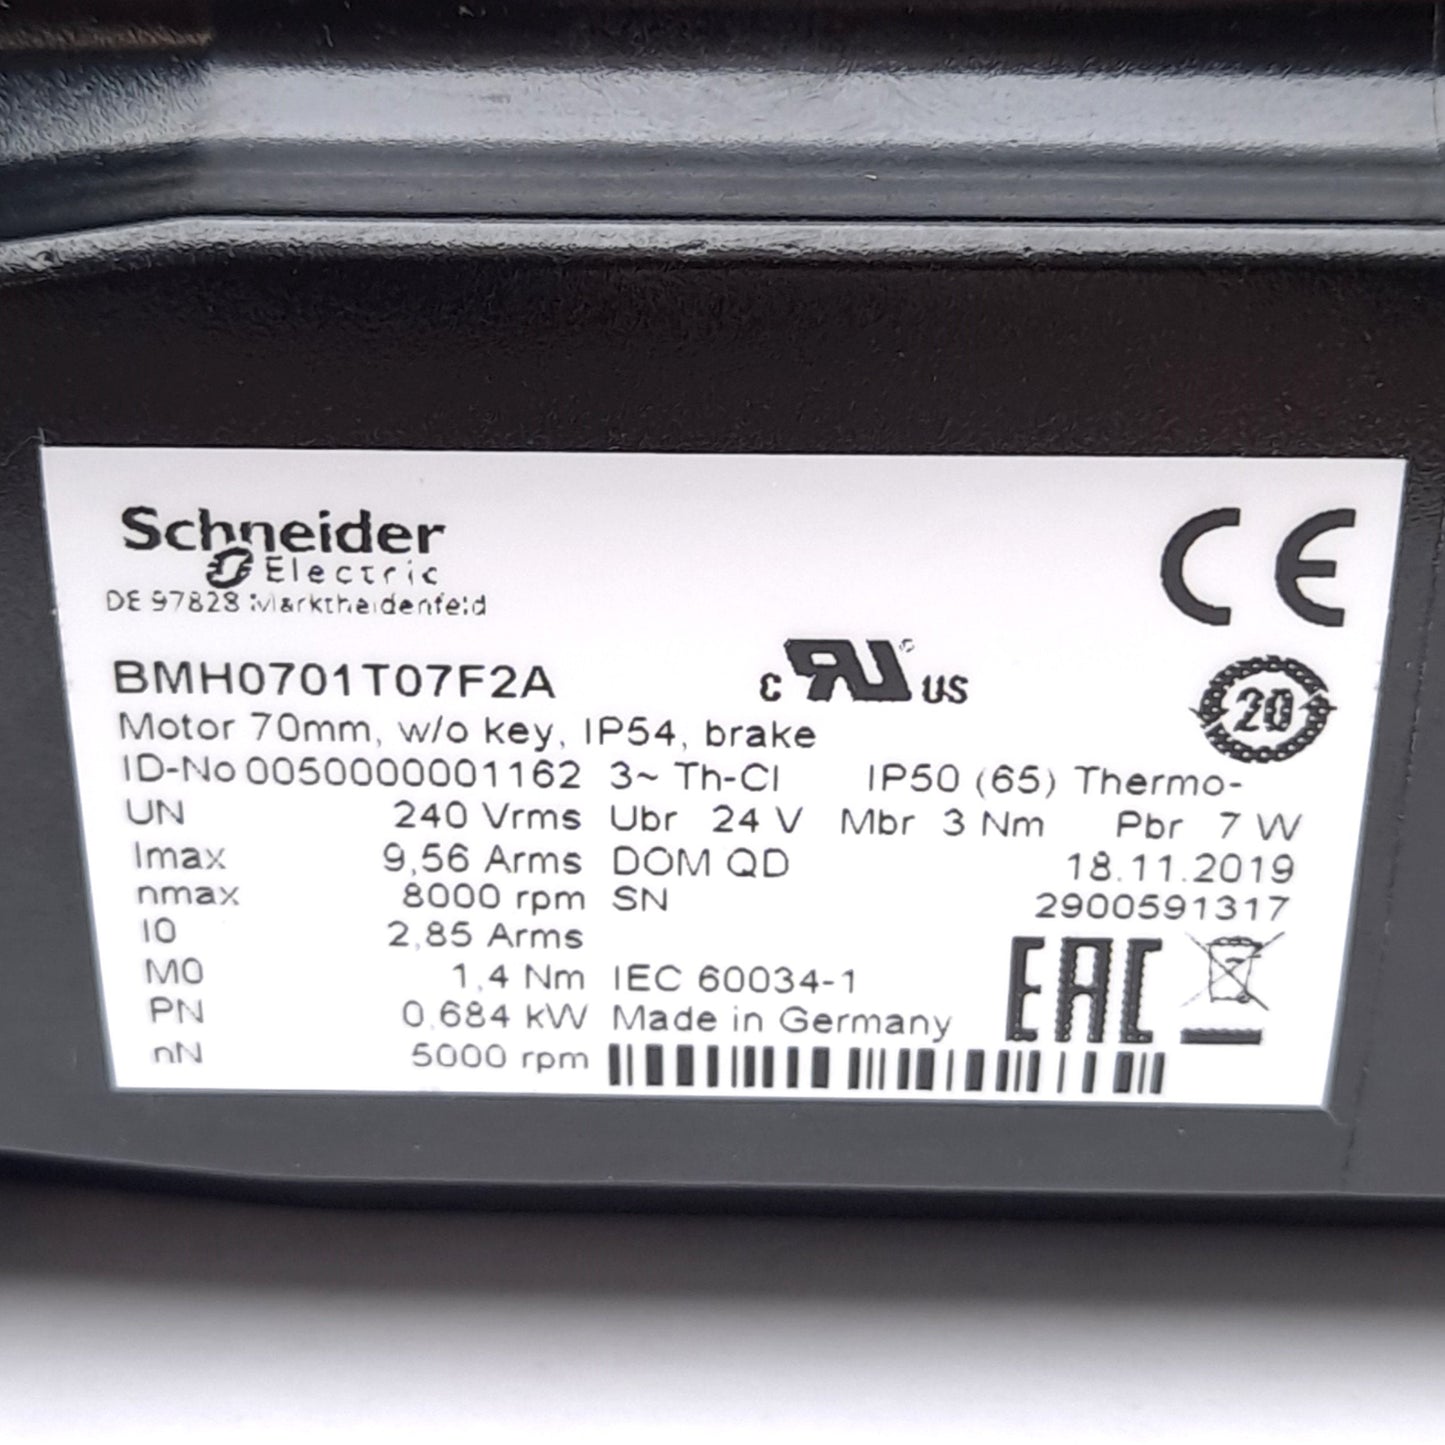 Schneider
Electric
DE 97828 Marktheidenfeld
CE
BMH0701T07F2A
c RU US
20
Motor 70mm, w/o key, IP54, brake
ID-No 0050000001162 3~ Th-Cl IP50 (65) Thermo-
UN 240 Vrms Ubr 24 V Mbr 3 Nm Pbr 7 W
Imax 9,56 Arms DOM QD 18.11.2019
nmax 8000 rpm SN 2900591317
I0 2,85 Arms
M0 1,4 Nm IEC 60034-1 EAC
PN 0,684 kW Made in Germany
nN 5000 rpm